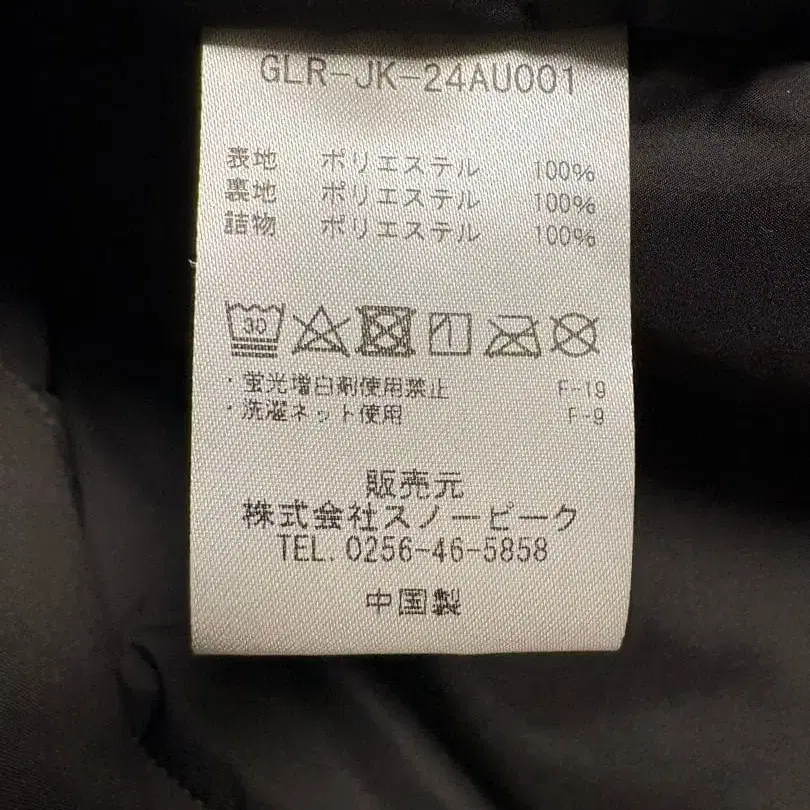 GLR-JK-24AU001
表地 ポリエステル 100%
裏地 ポリエステル 100%
詰物 ポリエステル 100%
30
・蛍光増白剤使用禁止 F-19
・洗濯ネット使用 F-9
販売元
株式会社スノーピーク
TEL.0256-46-5858
中国製